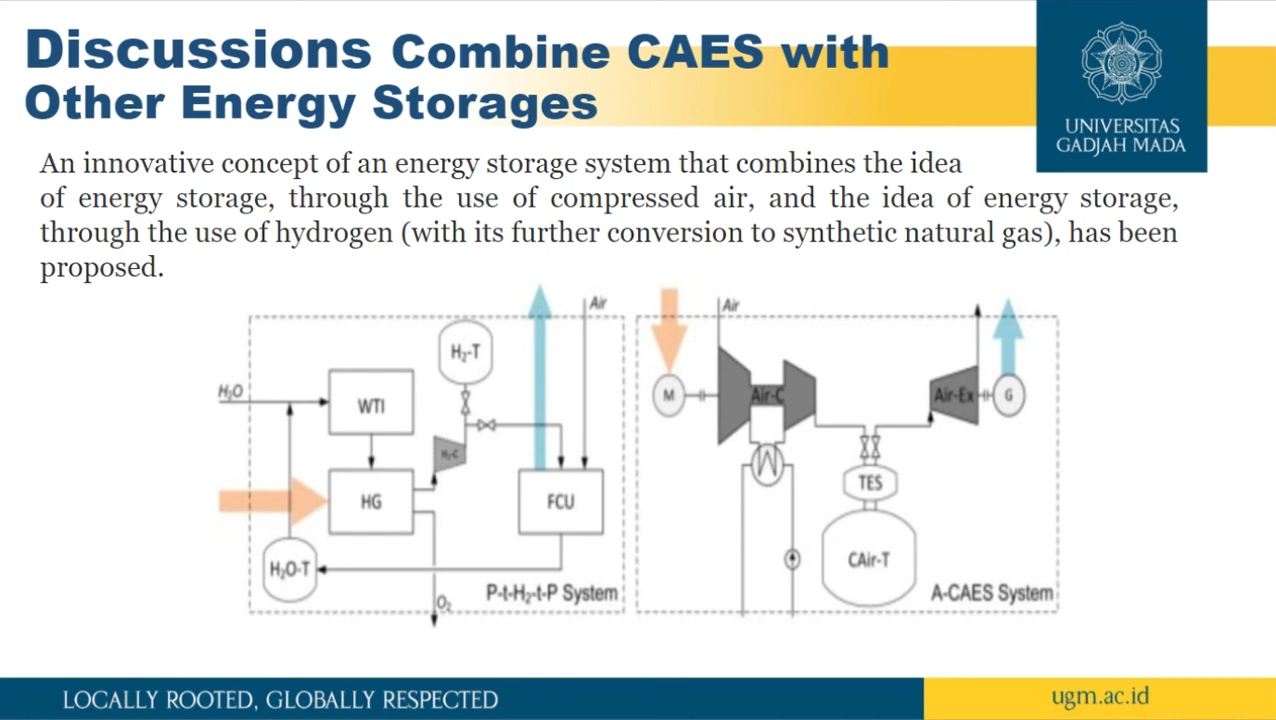 Discussions Combine CAES with
Other Energy Storages
UNIVERSITAS
GADJAH MADA
An innovative concept of an energy storage system that combines the idea
of energy storage, through the use of compressed air, and the idea of energy storage,
through the use of hydrogen (with its further conversion to synthetic natural gas), has been
proposed.
Air
H₂-T
H₂O
WTI
H₂-C
HG
FCU
H₂O-T
O₂
P-t-H₂-t-P System
Air
M
Air-C
Air-Ex
G
TES
CAir-T
A-CAES System
LOCALLY ROOTED, GLOBALLY RESPECTED
ugm.ac.id